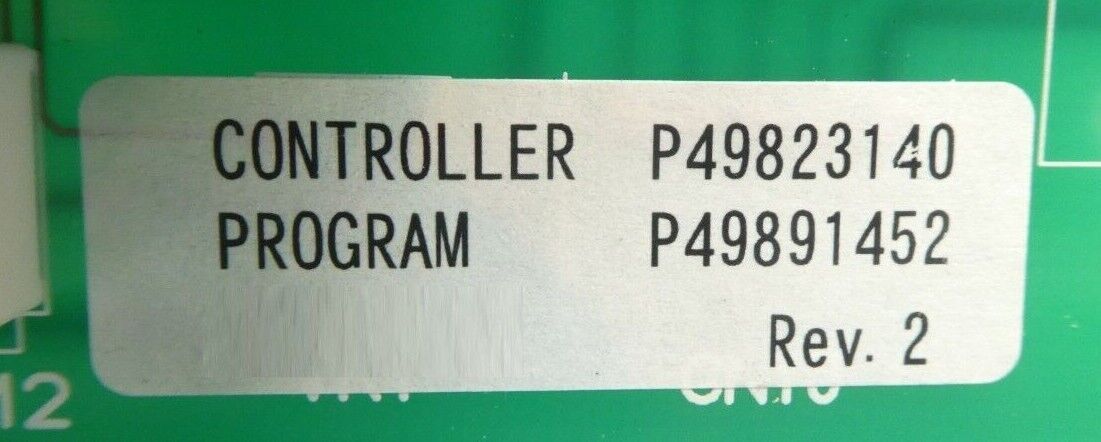 CONTROLLER P49823140
PROGRAM P49891452
Rev. 2